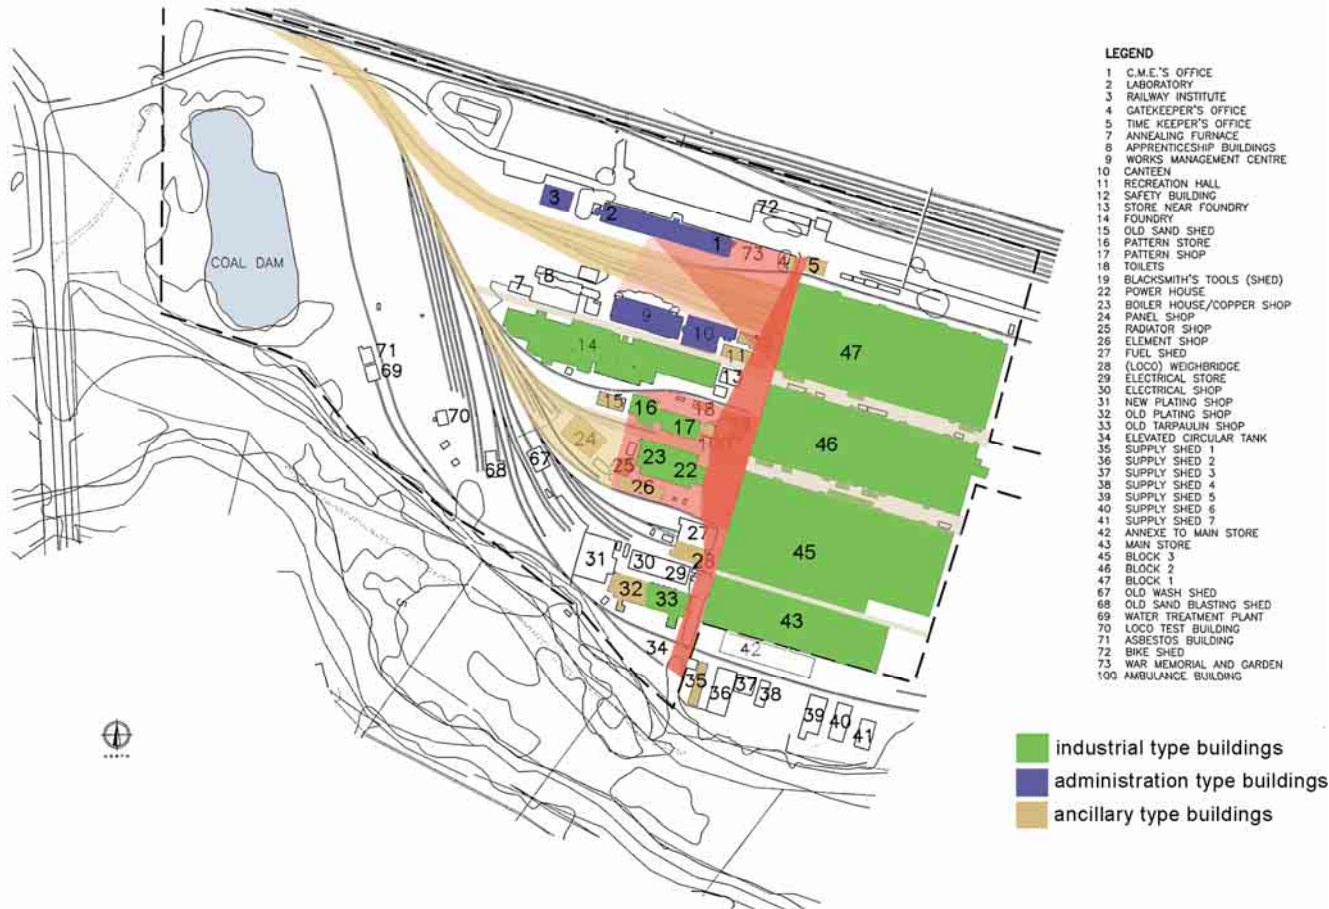 LEGEND
1 C.M.E.'S OFFICE
2 LABORATORY
3 RAILWAY INSTITUTE
4 GATEKEEPER'S OFFICE
5 TIME KEEPER'S OFFICE
7 ANNEALING FURNACE
8 APPRENTICESHIP BUILDINGS
9 WORKS MANAGEMENT CENTRE
10 CANTEEN
11 RECREATION HALL
12 SAFETY BUILDING
13 STORE NEAR FOUNDRY
14 FOUNDRY
15 OLD SAND SHED
16 PATTERN STORE
17 PATTERN SHOP
18 TOILETS
19 BLACKSMITH'S TOOLS (SHED)
22 POWER HOUSE
23 BOILER HOUSE/COPPER SHOP
24 PANEL SHOP
25 RADIATOR SHOP
26 ELEMENT SHOP
27 FUEL SHED
28 (LOCO) WEIGHBRIDGE
29 ELECTRICAL STORE
30 ELECTRICAL SHOP
31 NEW PLATING SHOP
32 OLD PLATING SHOP
33 OLD TARPAULIN SHOP
34 ELEVATED CIRCULAR TANK
35 SUPPLY SHED 1
36 SUPPLY SHED 2
37 SUPPLY SHED 3
38 SUPPLY SHED 4
39 SUPPLY SHED 5
40 SUPPLY SHED 6
41 SUPPLY SHED 7
42 ANNEXE TO MAIN STORE
43 MAIN STORE
45 BLOCK 3
46 BLOCK 2
47 BLOCK 1
67 OLD WASH SHED
68 OLD SAND BLASTING SHED
69 WATER TREATMENT PLANT
70 LOCO TEST BUILDING
71 ASBESTOS BUILDING
72 BIKE SHED
73 WAR MEMORIAL AND GARDEN
100 AMBULANCE BUILDING
3
2
72
1
73
4
5
COAL DAM
7
8
9
10
11
13
14
47
71
69
15
16
18
17
70
24
46
23
22
25
26
68
67
27
45
31
30
28
29
32
33
43
34
42
35
36
37
38
39
40
41
NORTH
industrial type buildings
administration type buildings
ancillary type buildings